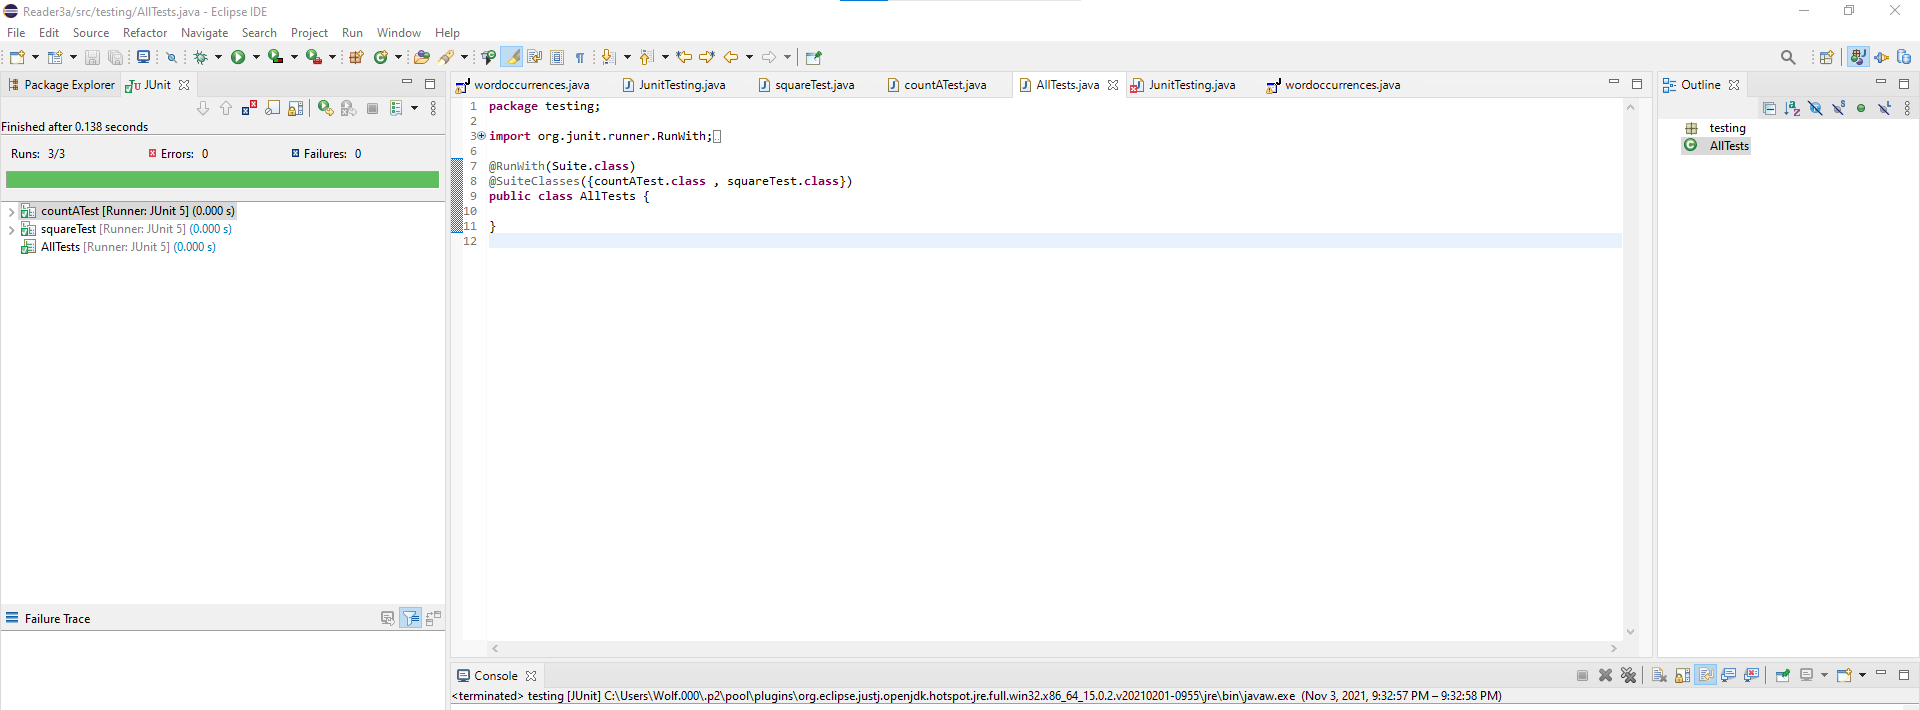 Reader3a/src/testing/AllTests.java - Eclipse IDE
File Edit Source Refactor Navigate Search Project Run Window Help
Package Explorer JUnit
Finished after 0.138 seconds
Runs: 3/3 Errors: 0 Failures: 0
countATest [Runner: JUnit 5] (0.000 s)
squareTest [Runner: JUnit 5] (0.000 s)
AllTests [Runner: JUnit 5] (0.000 s)
Failure Trace
wordoccurrences.java JunitTesting.java squareTest.java countATest.java AllTests.java JunitTesting.java wordoccurrences.java
1 package testing;
2
3 import org.junit.runner.RunWith;
6
7 @RunWith(Suite.class)
8 @SuiteClasses({countATest.class , squareTest.class})
9 public class AllTests {
10
11 }
12
Console
<terminated> testing [JUnit] C:\Users\Wolf.000\.p2\pool\plugins\org.eclipse.justj.openjdk.hotspot.jre.full.win32.x86_64_15.0.2.v20210201-0955\jre\bin\javaw.exe (Nov 3, 2021, 9:32:57 PM – 9:32:58 PM)
Outline
testing
AllTests